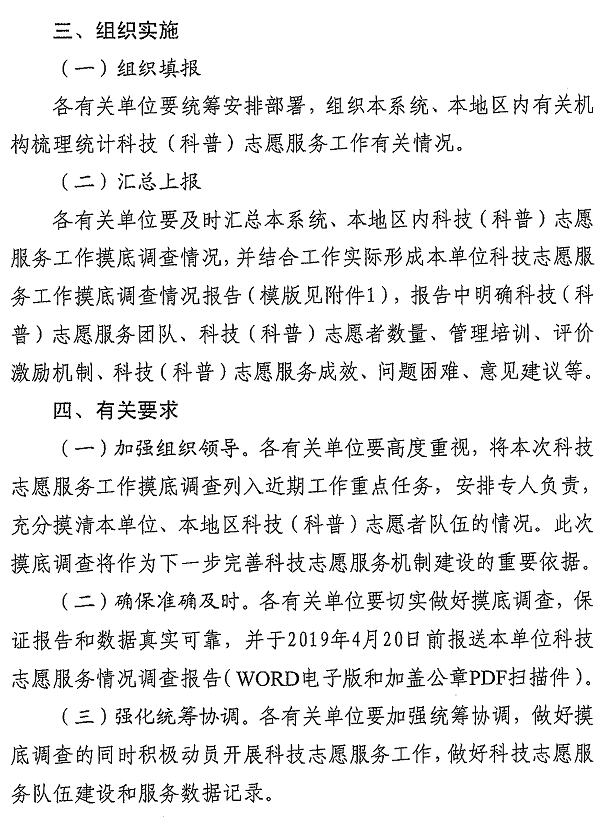 三、组织实施
（一）组织填报
各有关单位要统筹安排部署，组织本系统、本地区内有关机
构梳理统计科技（科普）志愿服务工作有关情况。
（二）汇总上报
各有关单位要及时汇总本系统、本地区内科技（科普）志愿
服务工作摸底调查情况，并结合工作实际形成本单位科技志愿服
务工作摸底调查情况报告（模版见附件1），报告中明确科技（科
普）志愿服务团队、科技（科普）志愿者数量、管理培训、评价
激励机制、科技（科普）志愿服务成效、问题困难、意见建议等。
四、有关要求
（一）加强组织领导。各有关单位要高度重视，将本次科技
志愿服务工作摸底调查列入近期工作重点任务，安排专人负责，
充分摸清本单位、本地区科技（科普）志愿者队伍的情况。此次
摸底调查将作为下一步完善科技志愿服务机制建设的重要依据。
（二）确保准确及时。各有关单位要切实做好摸底调查，保
证报告和数据真实可靠，并于2019年4月20日前报送本单位科技
志愿服务情况调查报告（WORD电子版和加盖公章PDF扫描件）。
（三）强化统筹协调。各有关单位要加强统筹协调，做好摸
底调查的同时积极动员开展科技志愿服务工作，做好科技志愿服
务队伍建设和服务数据记录。